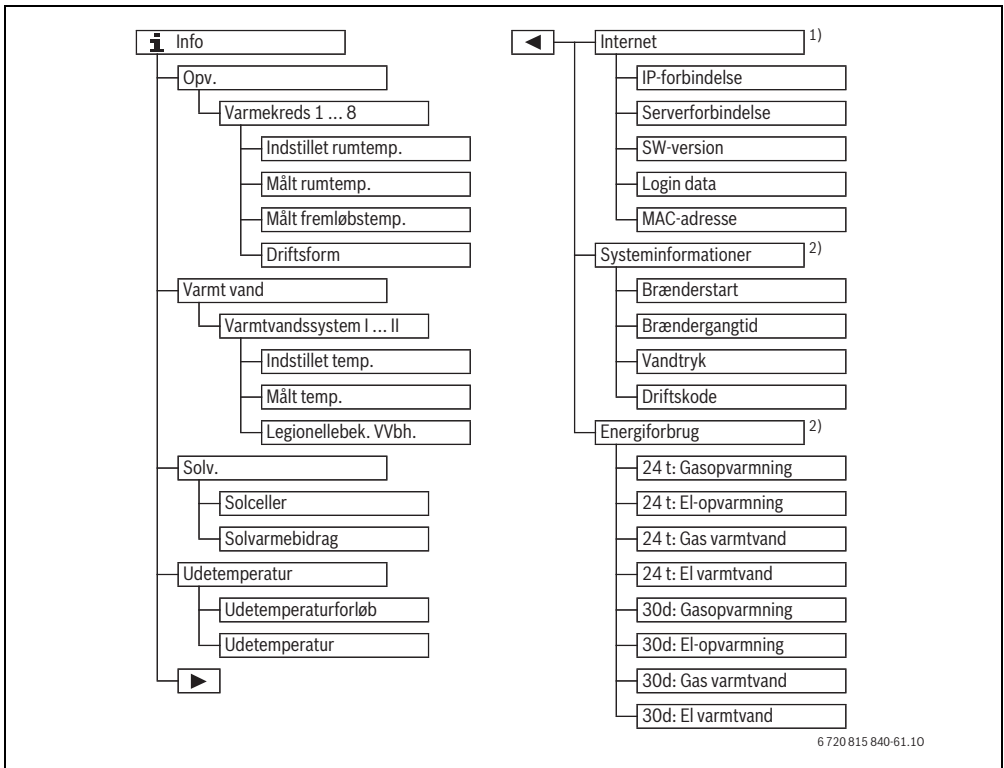 Info
Opv.
Varmekreds 1 ... 8
Indstillet rumtemp.
Målt rumtemp.
Målt fremløbstemp.
Driftsform
Varmt vand
Varmtvandssystem I ... II
Indstillet temp.
Målt temp.
Legionellebek. VVbh.
Solv.
Solceller
Solvarmebidrag
Udetemperatur
Udetemperaturforløb
Udetemperatur
Internet 1)
IP-forbindelse
Serverforbindelse
SW-version
Login data
MAC-adresse
Systeminformationer 2)
Brænderstart
Brændergangtid
Vandtryk
Driftskode
Energiforbrug 2)
24 t: Gasopvarmning
24 t: El-opvarmning
24 t: Gas varmtvand
24 t: El varmtvand
30d: Gasopvarmning
30d: El-opvarmning
30d: Gas varmtvand
30d: El varmtvand
6 720 815 840-61.1O